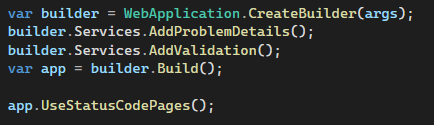 var builder = WebApplication.CreateBuilder(args);
builder.Services.AddProblemDetails();
builder.Services.AddValidation();
var app = builder.Build();
app.UseStatusCodePages();